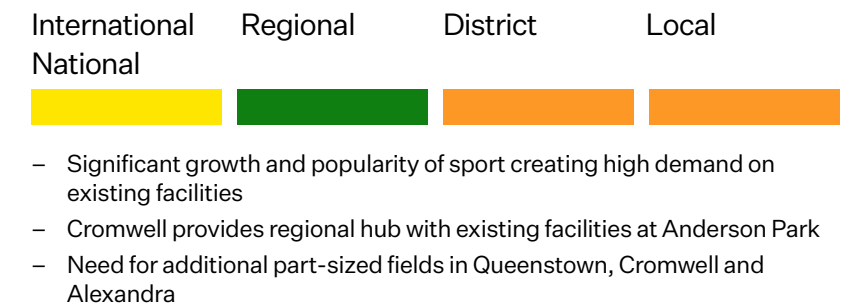 International Regional District Local
National
– Significant growth and popularity of sport creating high demand on
existing facilities
– Cromwell provides regional hub with existing facilities at Anderson Park
– Need for additional part-sized fields in Queenstown, Cromwell and
Alexandra